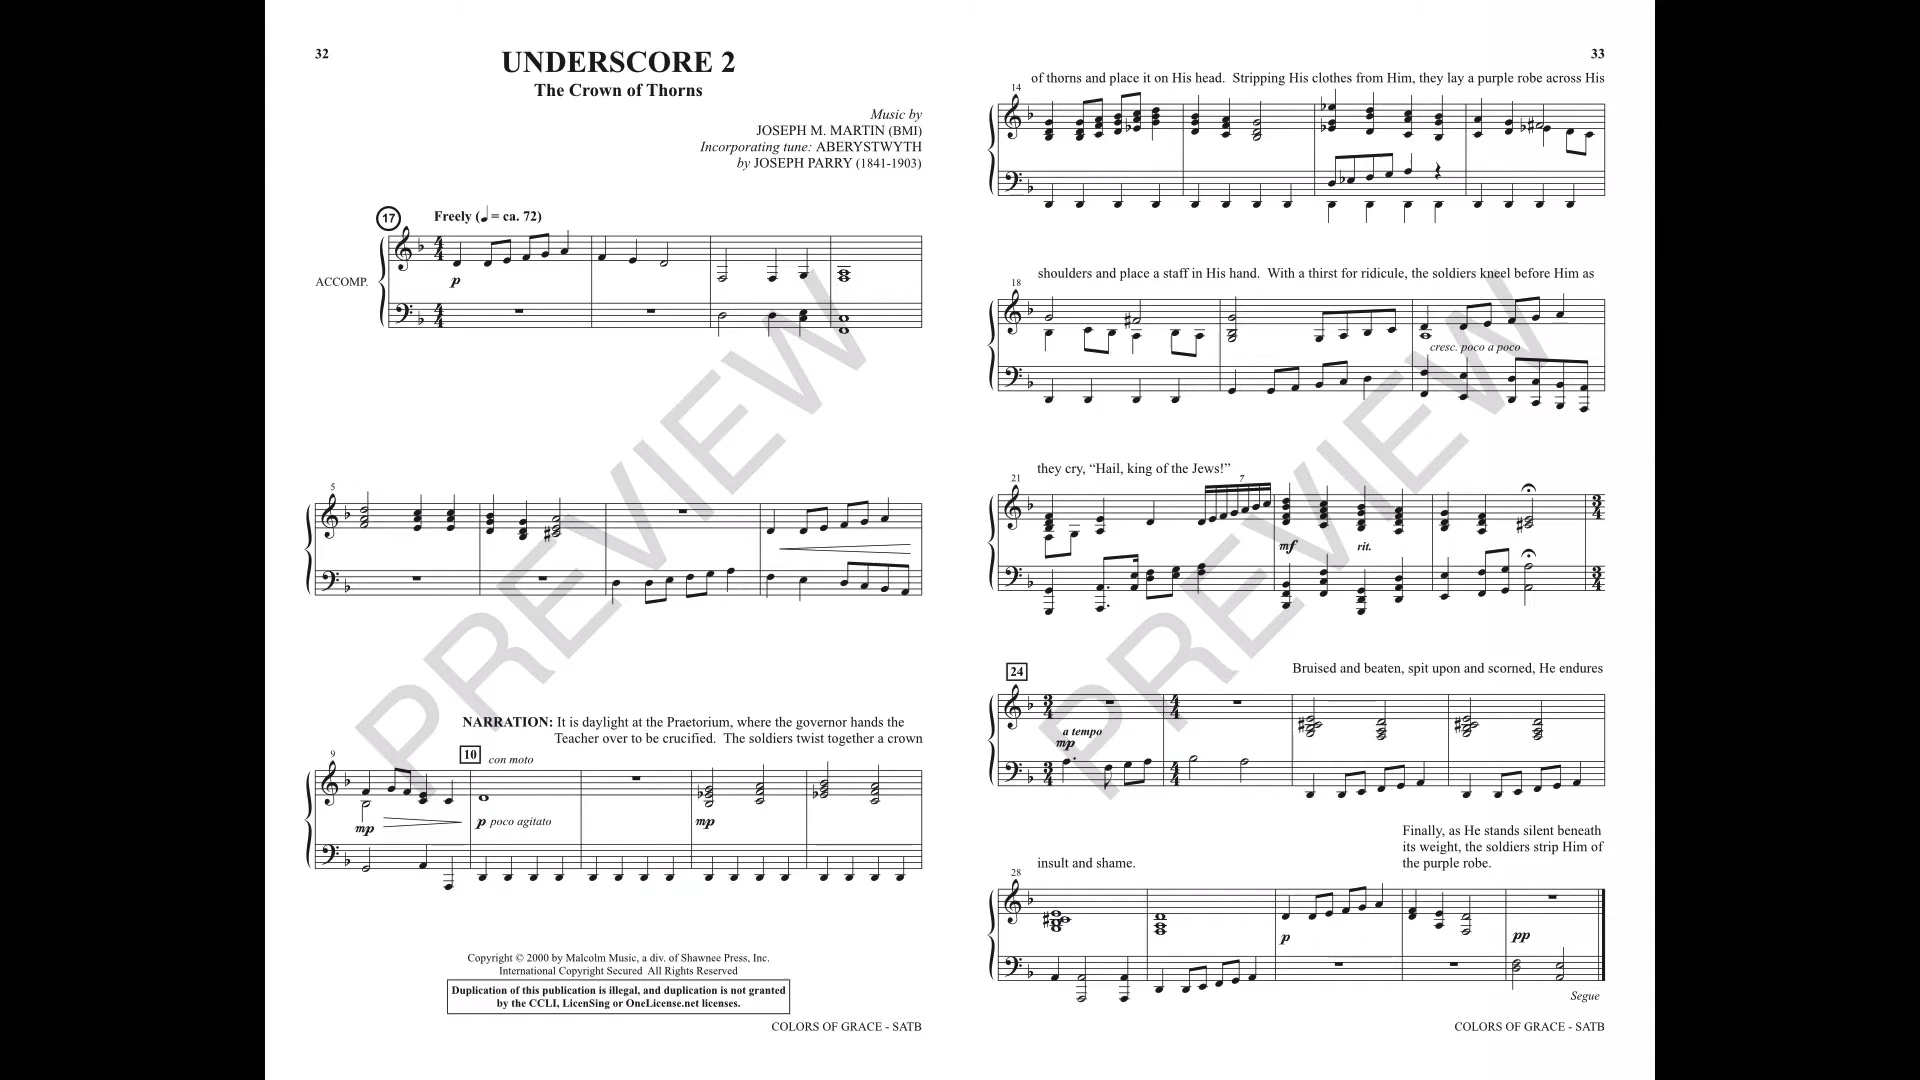 32
UNDERSCORE 2
The Crown of Thorns
Music by
JOSEPH M. MARTIN (BMI)
Incorporating tune: ABERYSTWYTH
by JOSEPH PARRY (1841-1903)
17
Freely (♩ = ca. 72)
ACCOMP.
p
5
NARRATION: It is daylight at the Praetorium, where the governor hands the
Teacher over to be crucified. The soldiers twist together a crown
9
10 con moto
mp
p poco agitato
mp
Copyright © 2000 by Malcolm Music, a div. of Shawnee Press, Inc.
International Copyright Secured All Rights Reserved
Duplication of this publication is illegal, and duplication is not granted
by the CCLI, LicenSing or OneLicense.net licenses.
COLORS OF GRACE - SATB
PREVIEW
33
of thorns and place it on His head. Stripping His clothes from Him, they lay a purple robe across His
14
shoulders and place a staff in His hand. With a thirst for ridicule, the soldiers kneel before Him as
18
cresc. poco a poco
they cry, “Hail, king of the Jews!”
21
7
mf
rit.
24
Bruised and beaten, spit upon and scorned, He endures
a tempo
mp
Finally, as He stands silent beneath
its weight, the soldiers strip Him of
insult and shame.
the purple robe.
28
p
pp
Segue
COLORS OF GRACE - SATB
PREVIEW